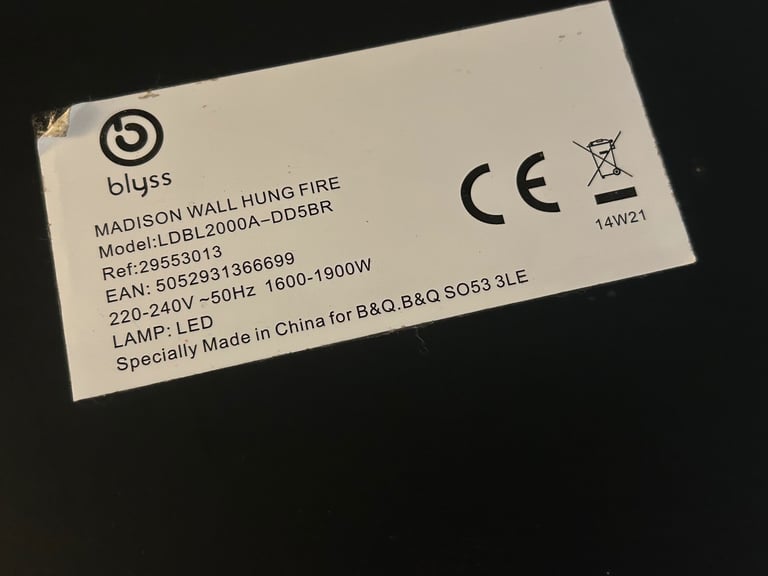 blyss
MADISON WALL HUNG FIRE
Model:LDBL2000A-DD5BR
Ref:29553013
EAN: 5052931366699
220-240V ~50Hz 1600-1900W
LAMP: LED
Specially Made in China for B&Q.B&Q SO53 3LE
CE
14W21